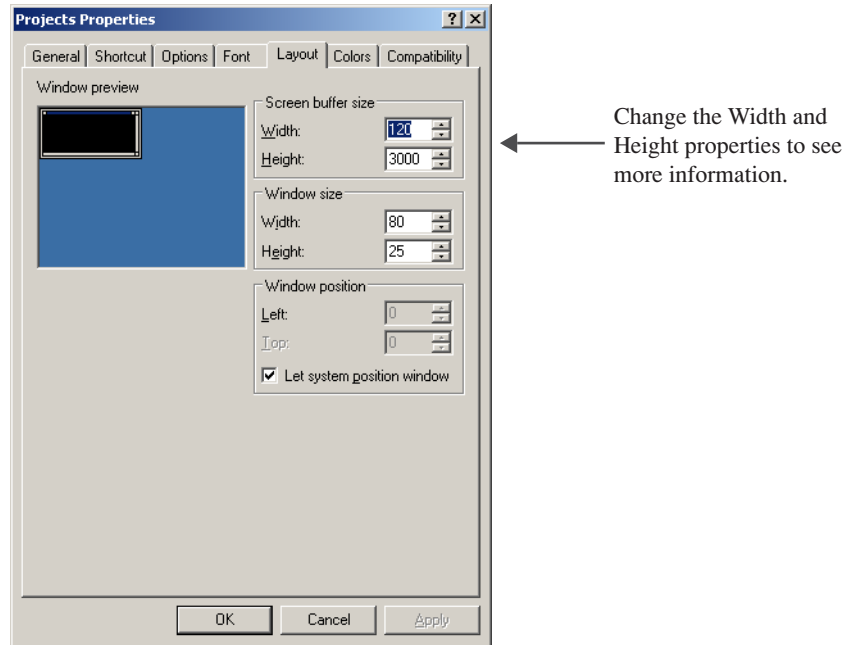 Projects Properties
General Shortcut Options Font Layout Colors Compatibility
Window preview
Screen buffer size
Width: 120
Height: 3000
Window size
Width: 80
Height: 25
Window position
Left: 0
Top: 0
Let system position window
OK Cancel Apply
Change the Width and
Height properties to see
more information.